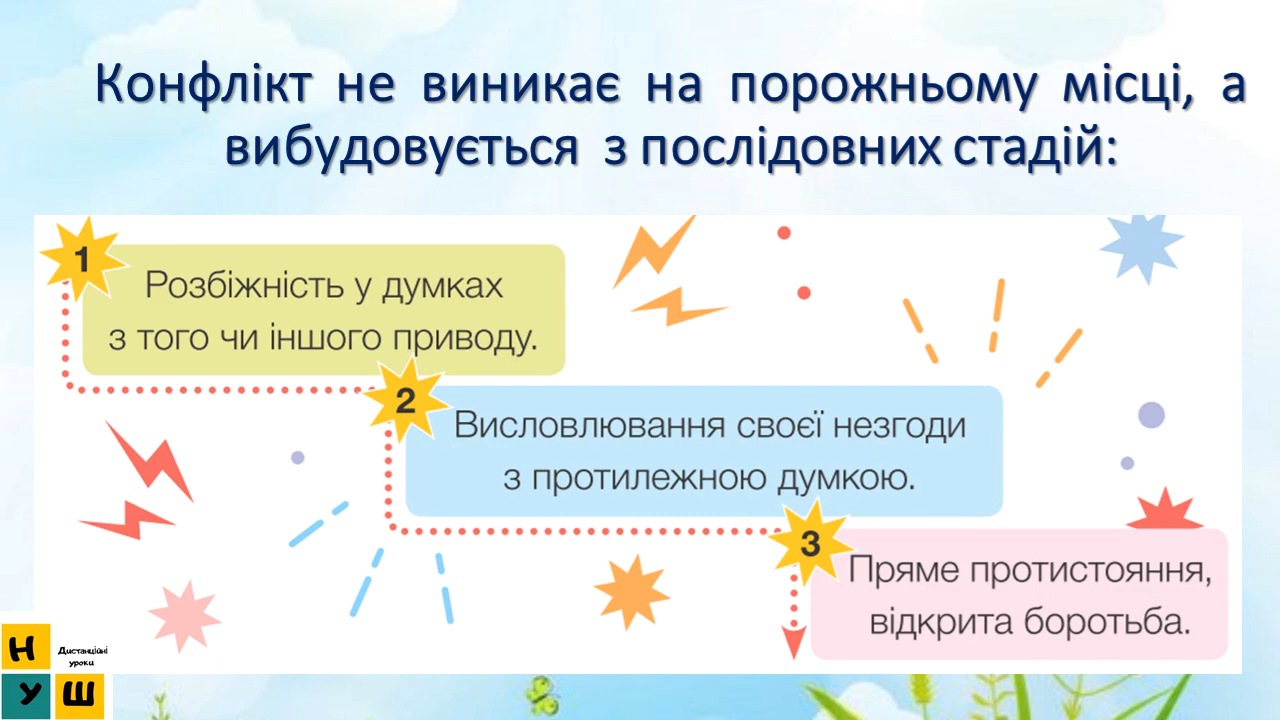 Конфлікт не виникає на порожньому місці, а
вибудовується з послідовних стадій:
1
Розбіжність у думках
з того чи іншого приводу.
2
Висловлювання своєї незгоди
з протилежною думкою.
3
Пряме протистояння,
відкрита боротьба.
Н
Дистанційні
уроки
У Ш